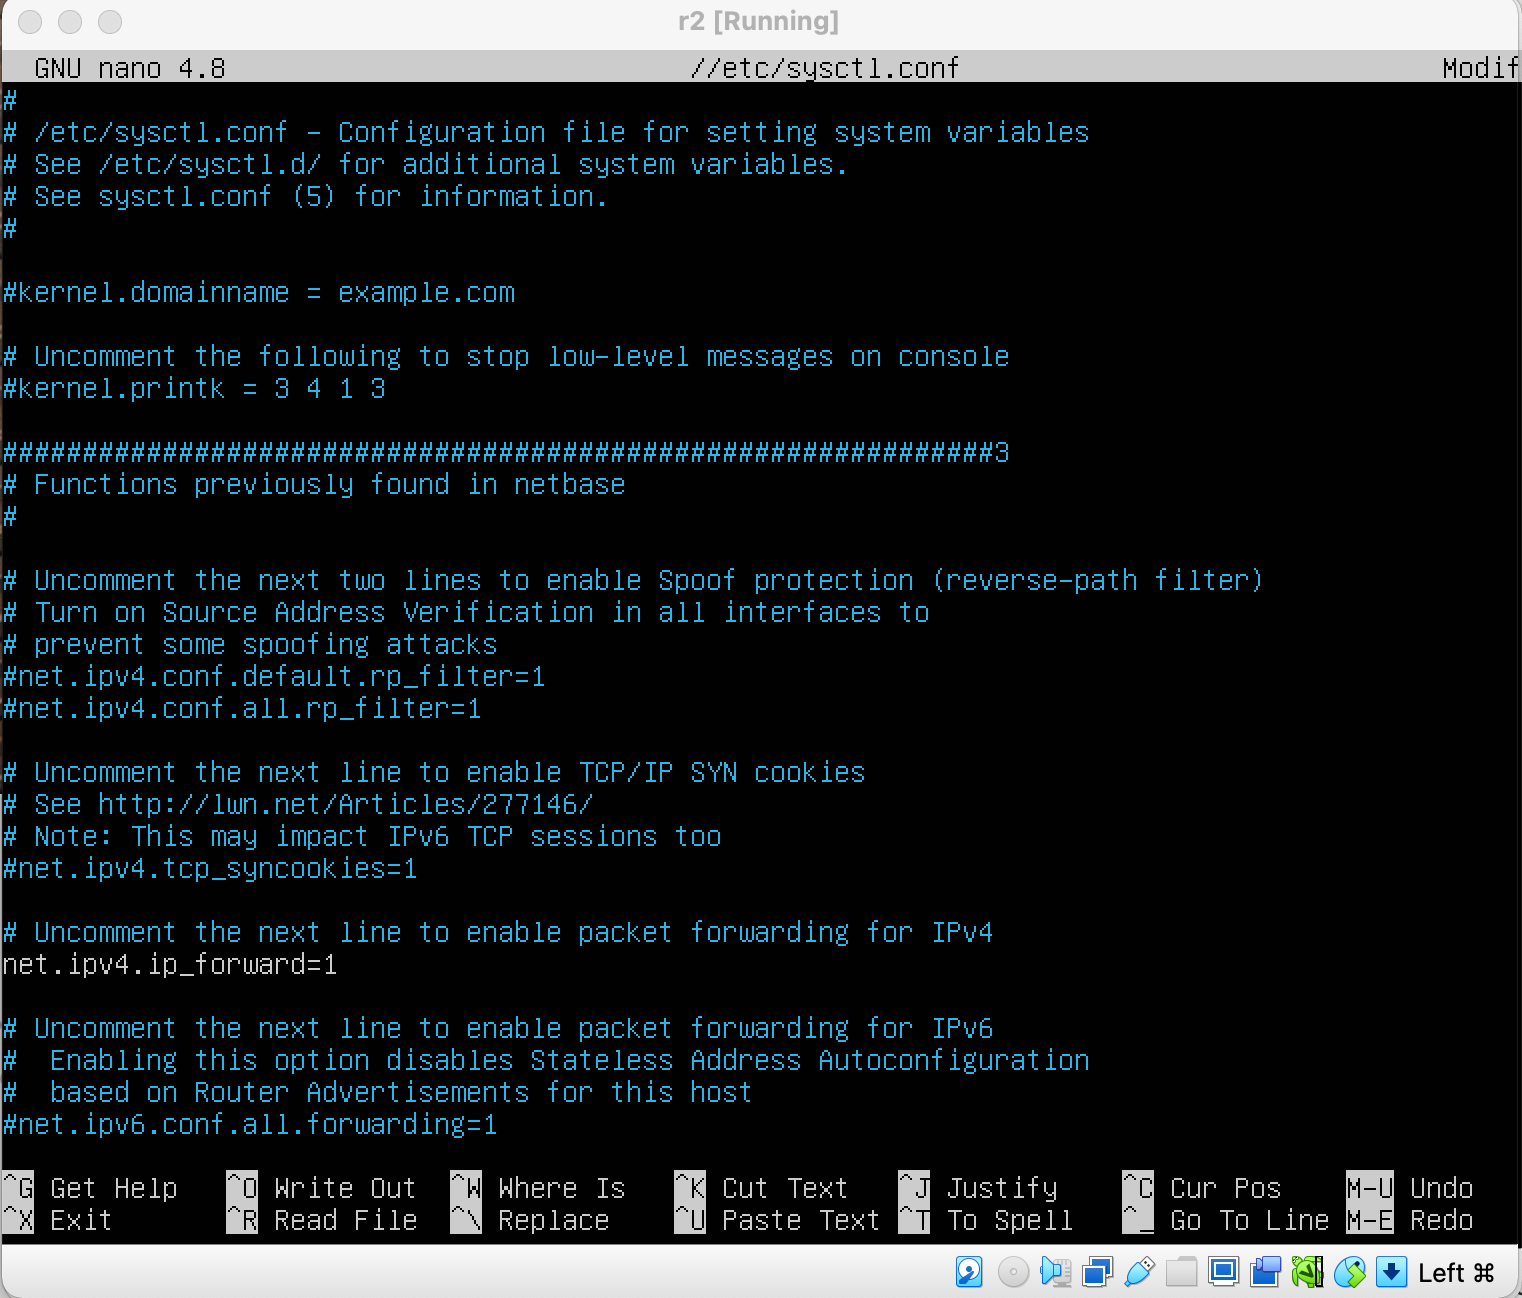 r2 [Running]
GNU nano 4.8 //etc/sysctl.conf Modif
#
# /etc/sysctl.conf - Configuration file for setting system variables
# See /etc/sysctl.d/ for additional system variables.
# See sysctl.conf (5) for information.
#
#kernel.domainname = example.com
# Uncomment the following to stop low-level messages on console
#kernel.printk = 3 4 1 3
##############################################################3
# Functions previously found in netbase
#
# Uncomment the next two lines to enable Spoof protection (reverse-path filter)
# Turn on Source Address Verification in all interfaces to
# prevent some spoofing attacks
#net.ipv4.conf.default.rp_filter=1
#net.ipv4.conf.all.rp_filter=1
# Uncomment the next line to enable TCP/IP SYN cookies
# See http://lwn.net/Articles/277146/
# Note: This may impact IPv6 TCP sessions too
#net.ipv4.tcp_syncookies=1
# Uncomment the next line to enable packet forwarding for IPv4
net.ipv4.ip_forward=1
# Uncomment the next line to enable packet forwarding for IPv6
#  Enabling this option disables Stateless Address Autoconfiguration
#  based on Router Advertisements for this host
#net.ipv6.conf.all.forwarding=1
^G Get Help ^O Write Out ^W Where Is ^K Cut Text ^J Justify ^C Cur Pos M-U Undo
^X Exit ^R Read File ^\ Replace ^U Paste Text ^T To Spell ^_ Go To Line M-E Redo
Left ⌘